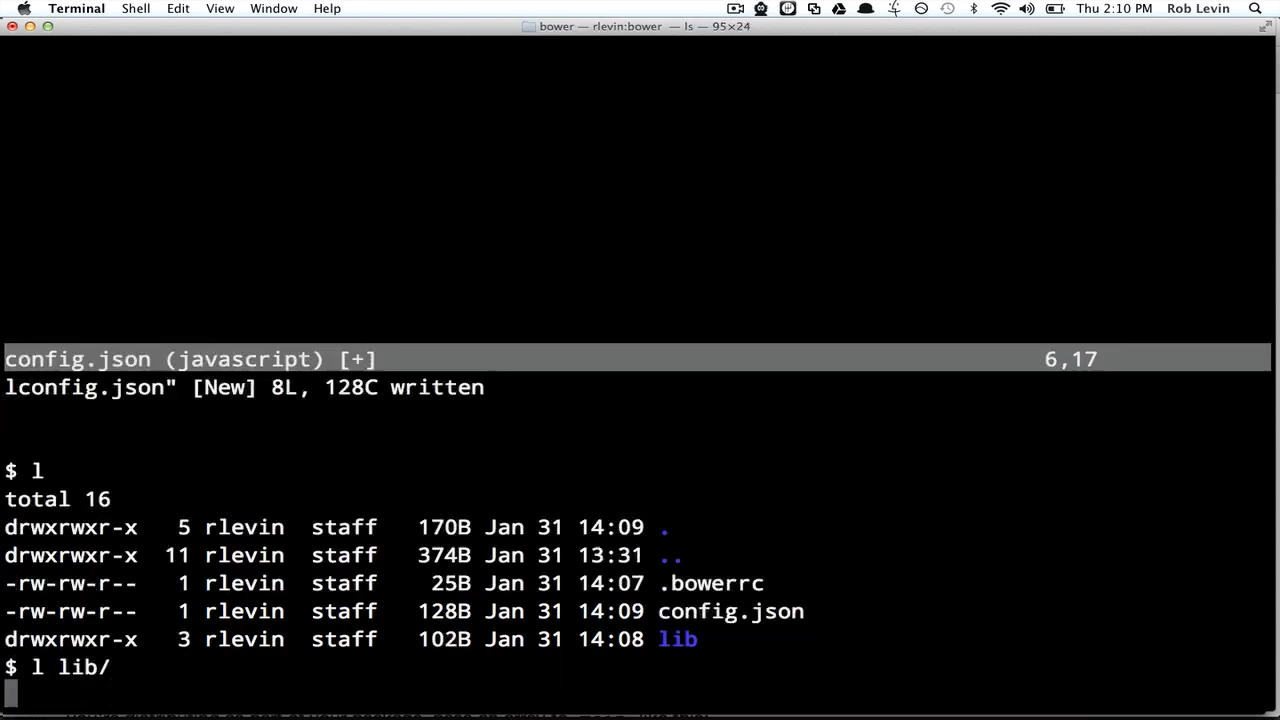 Terminal Shell Edit View Window Help Thu 2:10 PM Rob Levin
bower — rlevin:bower — ls — 95×24
config.json (javascript) [+] 6,17
lconfig.json" [New] 8L, 128C written
$ l
total 16
drwxrwxr-x 5 rlevin staff 170B Jan 31 14:09 .
drwxrwxr-x 11 rlevin staff 374B Jan 31 13:31 ..
-rw-rw-r-- 1 rlevin staff 25B Jan 31 14:07 .bowerrc
-rw-rw-r-- 1 rlevin staff 128B Jan 31 14:09 config.json
drwxrwxr-x 3 rlevin staff 102B Jan 31 14:08 lib
$ l lib/